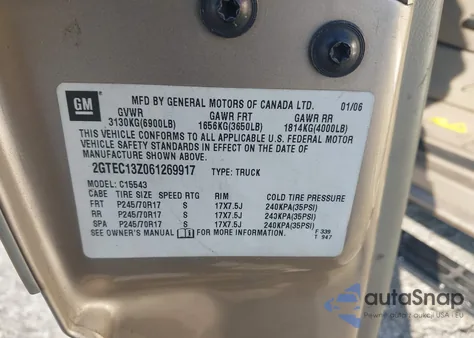 GM MFD BY GENERAL MOTORS OF CANADA LTD. 01/06
GVWR GAWR FRT GAWR RR
3130KG(6900LB) 1656KG(3650LB) 1814KG(4000LB)
THIS VEHICLE CONFORMS TO ALL APPLICABLE U.S. FEDERAL MOTOR
VEHICLE SAFETY STANDARDS IN EFFECT ON THE DATE OF
MANUFACTURE SHOWN ABOVE.
2GTEC13Z061269917 TYPE: TRUCK
MODEL: C15543
CABE TIRE SIZE SPEED RTG RIM COLD TIRE PRESSURE
FRT P245/70R17 S 17X7.5J 240KPA(35PSI)
RR P245/70R17 S 17X7.5J 243KPA(35PSI)
SPA P245/70R17 S 17X7.5J 240KPA(35PSI)
SEE OWNER'S MANUAL FOR MORE INFORMATION. F 339
T 947
autoSnap